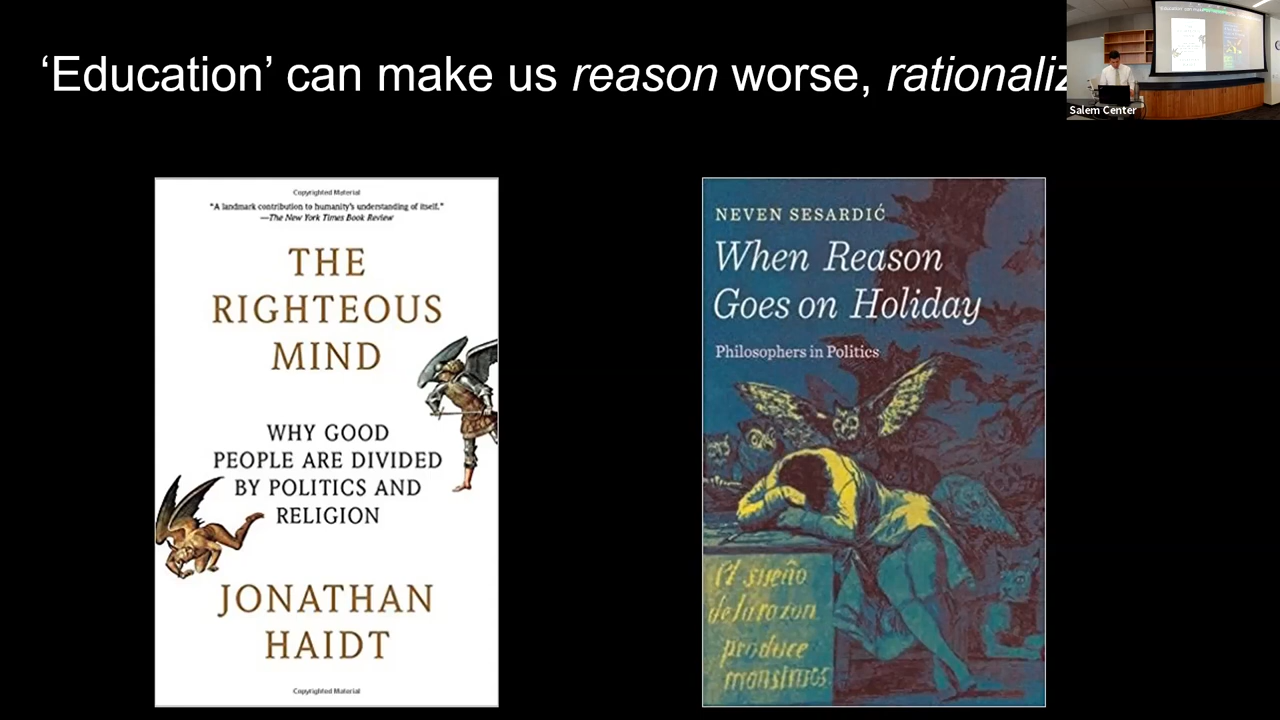 ‘Education’ can make us reason worse, rationaliz
Salem Center
Copyrighted Material
“A landmark contribution to humanity’s understanding of itself.”
—The New York Times Book Review
THE
RIGHTEOUS
MIND
WHY GOOD
PEOPLE ARE DIVIDED
BY POLITICS AND
RELIGION
JONATHAN
HAIDT
Copyrighted Material
NEVEN SESARDIĆ
When Reason
Goes on Holiday
Philosophers in Politics
El sueño
de la razon
produce
monstruos